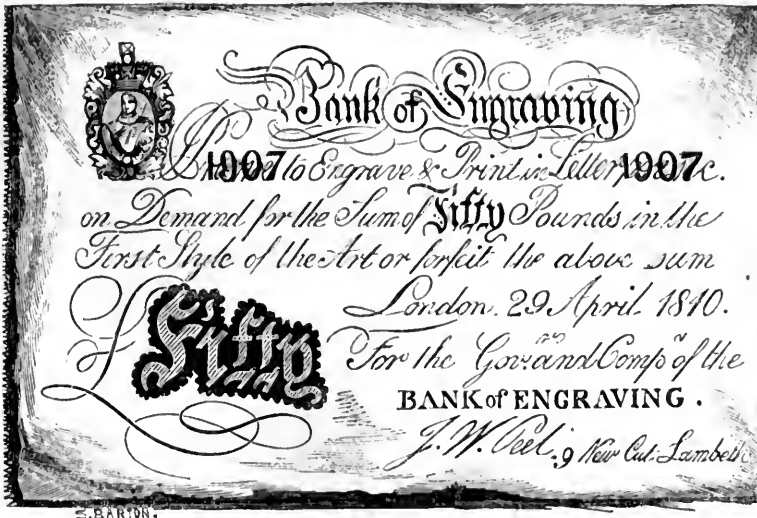 Bank of Engraving
1907 to Engrave & Print in Letter 1907 &c.
on Demand for the Sum of Fifty Pounds in the
First Style of the Art or forfeit the above sum
London. 29 April. 1840.
£ Fifty
For the Govʳ. and Compʸ of the
BANK of ENGRAVING.
J. W. Peel. 9 New Cut. Lambeth
S. BARTON.